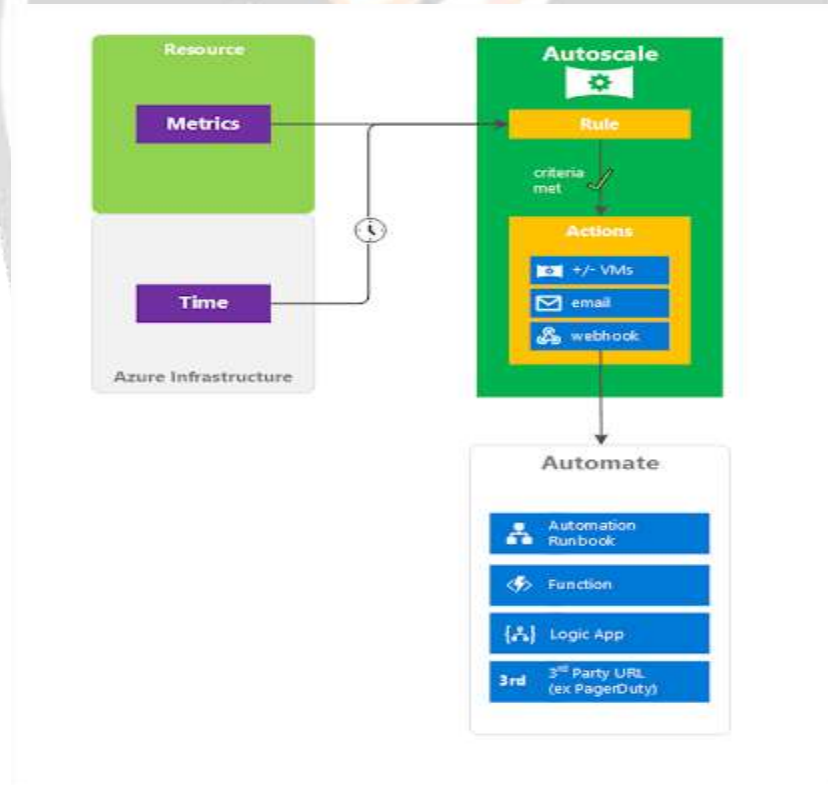 Resource
Metrics
Time
Azure Infrastructure
Autoscale
Rule
criteria
met
Actions
+/- VMs
email
webhook
Automate
Automation
Runbook
Function
Logic App
3rd
3rd Party URL
(ex PagerDuty)